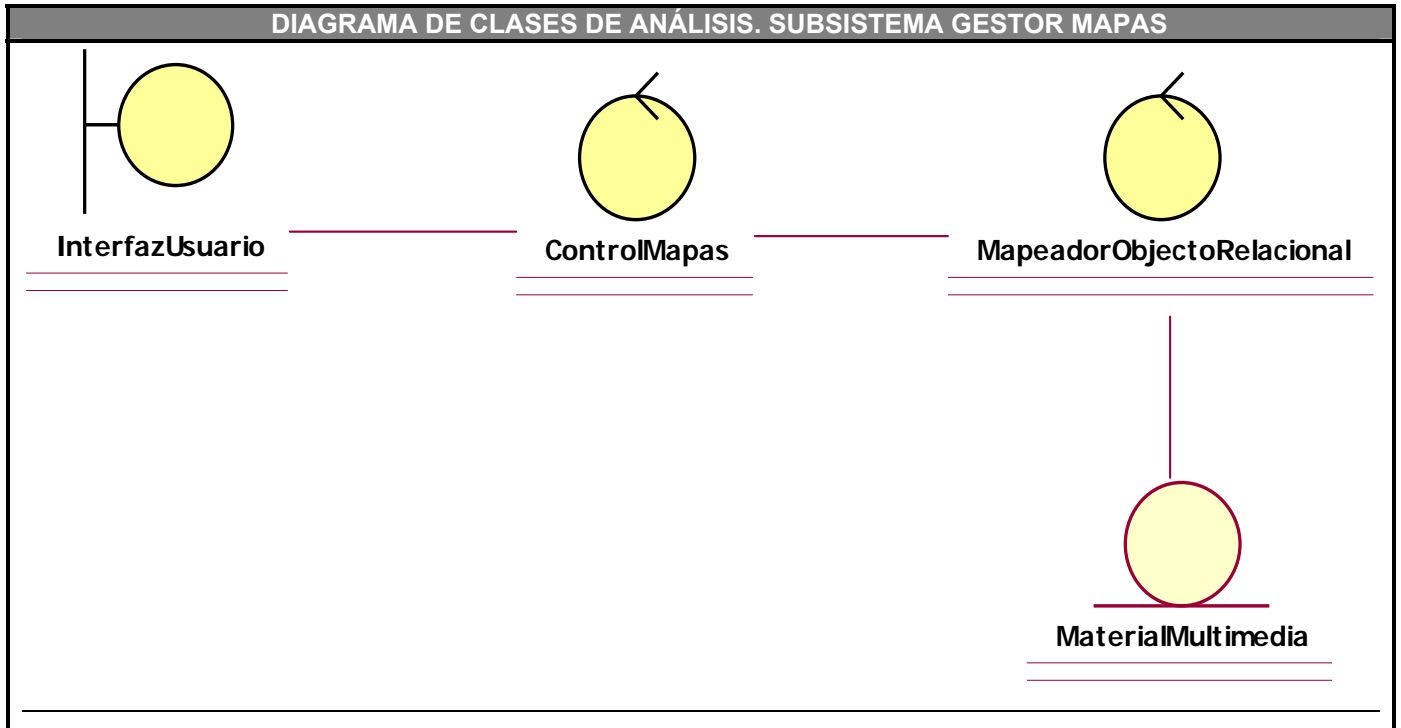 DIAGRAMA DE CLASES DE ANÁLISIS. SUBSISTEMA GESTOR MAPAS
InterfazUsuario
ControlMapas
MapeadorObjectoRelacional
MaterialMultimedia